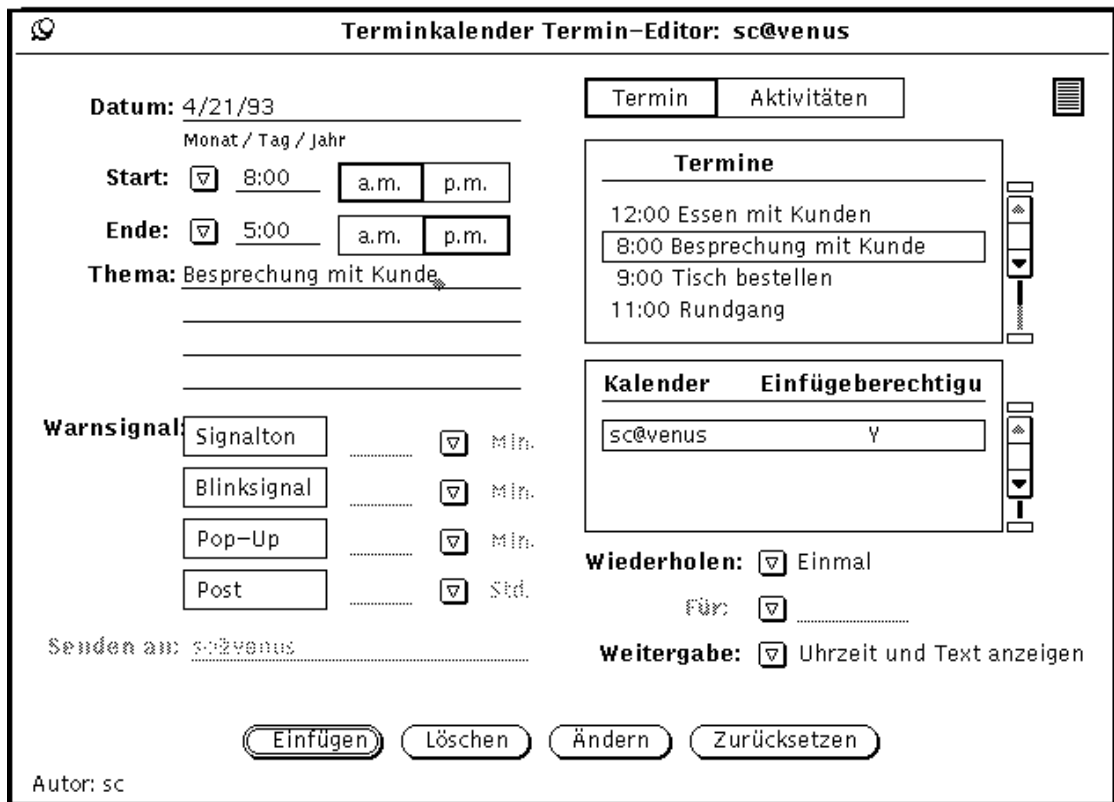 Terminkalender Termin-Editor: sc@venus
Datum: 4/21/93
Monat / Tag / Jahr
Start: 8:00 a.m. p.m.
Ende: 5:00 a.m. p.m.
Thema: Besprechung mit Kunde
Warnsignal:
Signalton Min.
Blinksignal Min.
Pop-Up Min.
Post Std.
Senden an: sc@venus
Termin Aktivitäten
Termine
12:00 Essen mit Kunden
8:00 Besprechung mit Kunde
9:00 Tisch bestellen
11:00 Rundgang
Kalender Einfügeberechtigu
sc@venus Y
Wiederholen: Einmal
Für:
Weitergabe: Uhrzeit und Text anzeigen
Einfügen Löschen Ändern Zurücksetzen
Autor: sc